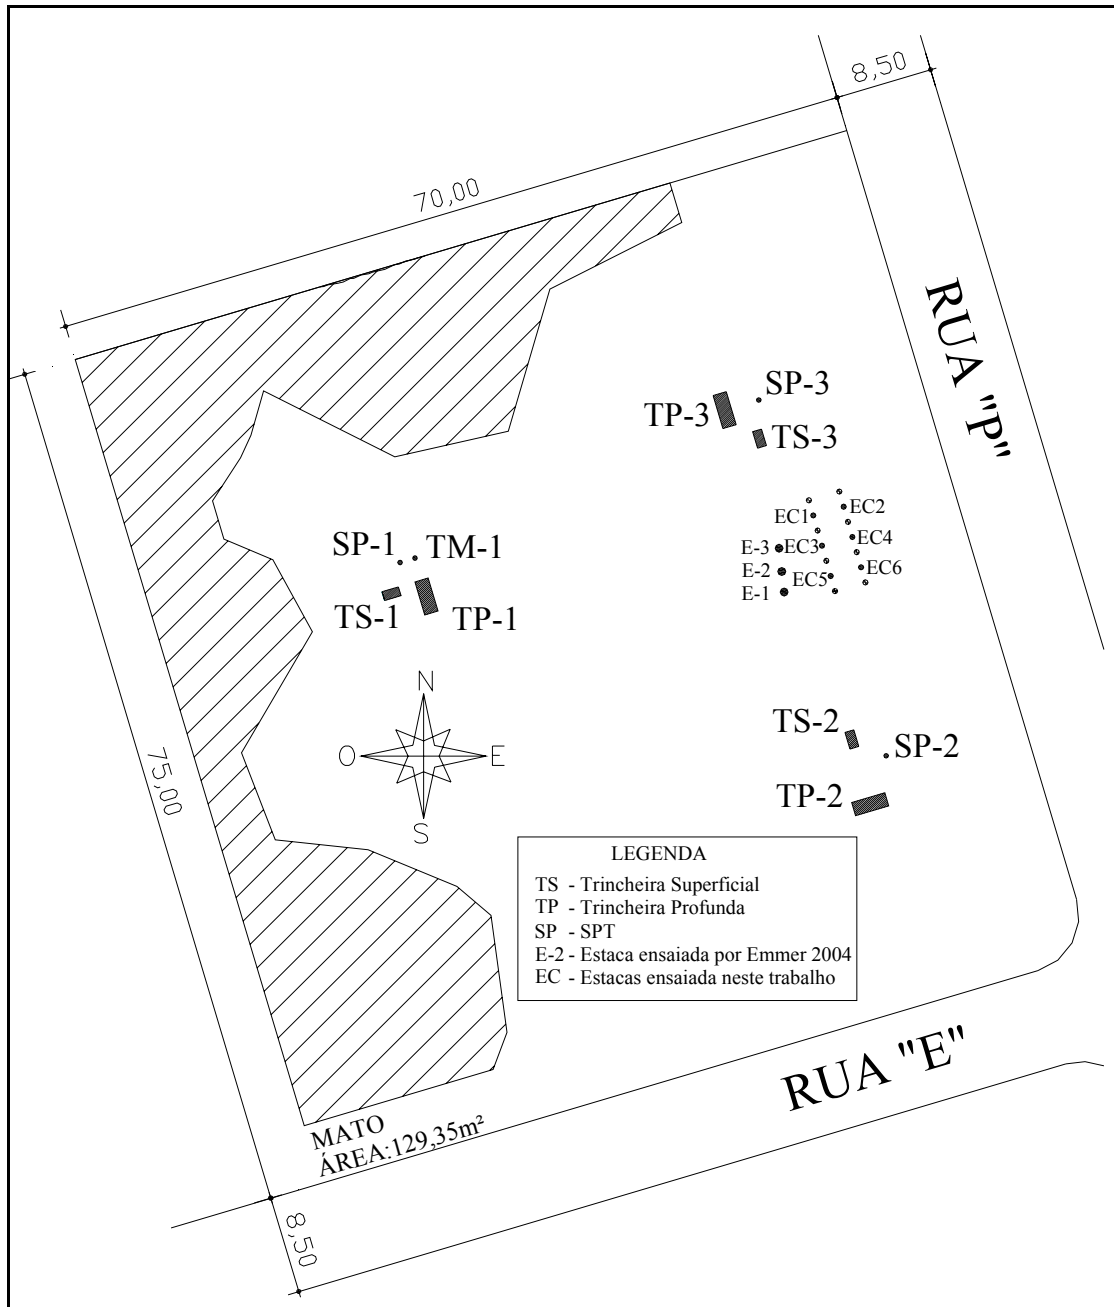 8,50
70,00
RUA "P"
SP-3
TP-3
TS-3
EC2
EC1
EC4
E-3
EC3
EC6
E-2
EC5
E-1
SP-1
TM-1
TS-1
TP-1
N
O
E
S
75,00
TS-2
SP-2
TP-2
LEGENDA
TS - Trincheira Superficial
TP - Trincheira Profunda
SP - SPT
E-2 - Estaca ensaiada por Emmer 2004
EC - Estacas ensaiada neste trabalho
RUA "E"
MATO
ÁREA:129,35m²
8,50